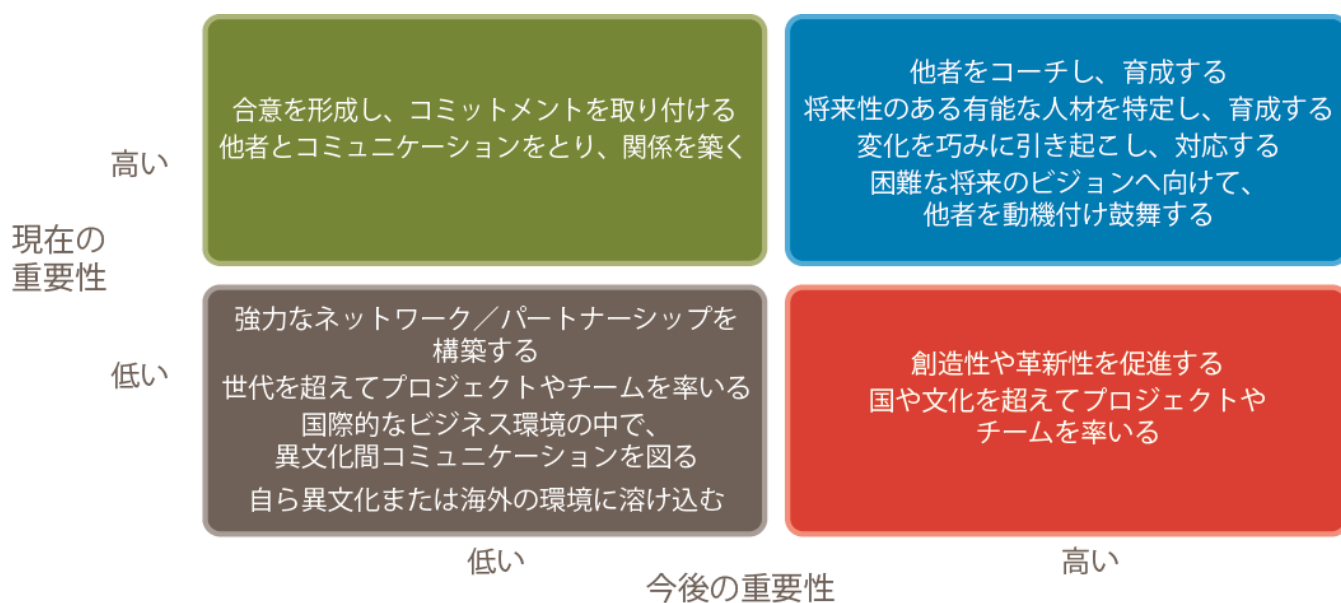 合意を形成し、コミットメントを取り付ける
他者とコミュニケーションをとり、関係を築く
他者をコーチし、育成する
将来性のある有能な人材を特定し、育成する
変化を巧みに引き起こし、対応する
困難な将来のビジョンへ向けて、
他者を動機付け鼓舞する
高い
現在の
重要性
低い
強力なネットワーク／パートナーシップを
構築する
世代を超えてプロジェクトやチームを率いる
国際的なビジネス環境の中で、
異文化間コミュニケーションを図る
自ら異文化または海外の環境に溶け込む
創造性や革新性を促進する
国や文化を超えてプロジェクトや
チームを率いる
低い
高い
今後の重要性